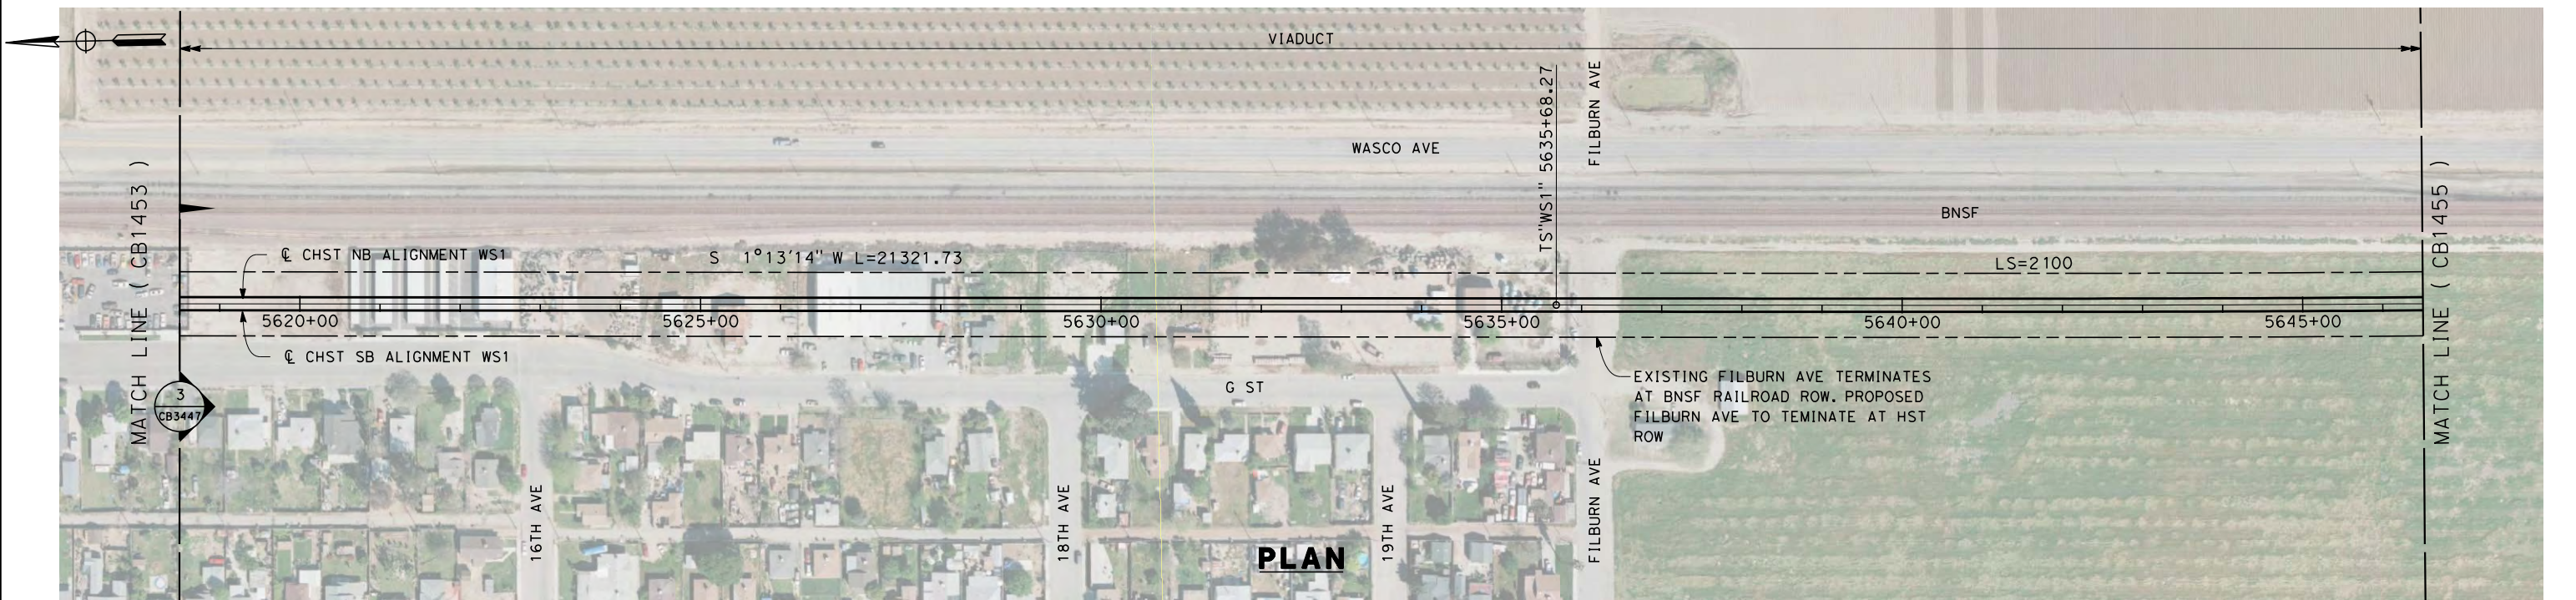 VIADUCT
TS"WS1" 5635+68.27
FILBURN AVE
WASCO AVE
BNSF
MATCH LINE ( CB1453 )
MATCH LINE ( CB1455 )
℄ CHST NB ALIGNMENT WS1
S 1°13'14" W L=21321.73
LS=2100
5620+00
5625+00
5630+00
5635+00
5640+00
5645+00
℄ CHST SB ALIGNMENT WS1
3
CB3447
G ST
EXISTING FILBURN AVE TERMINATES
AT BNSF RAILROAD ROW. PROPOSED
FILBURN AVE TO TEMINATE AT HST
ROW
16TH AVE
18TH AVE
19TH AVE
FILBURN AVE
PLAN